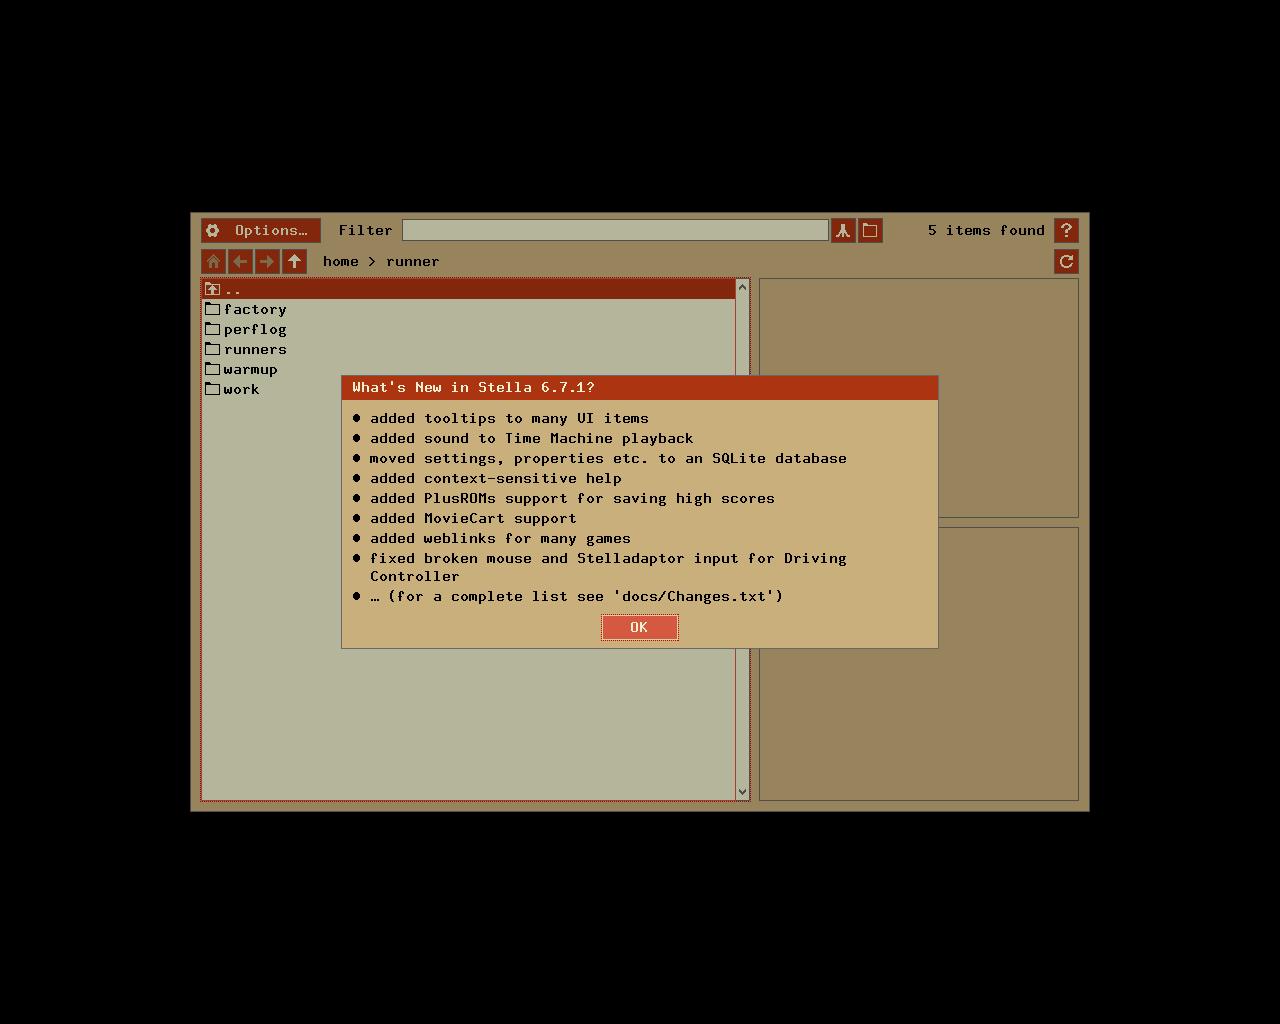 Options…
Filter
5 items found
?
home > runner
..
factory
perflog
runners
warmup
work
What's New in Stella 6.7.1?
● added tooltips to many UI items
● added sound to Time Machine playback
● moved settings, properties etc. to an SQLite database
● added context-sensitive help
● added PlusROMs support for saving high scores
● added MovieCart support
● added weblinks for many games
● fixed broken mouse and Stelladaptor input for Driving
Controller
● … (for a complete list see 'docs/Changes.txt')
OK